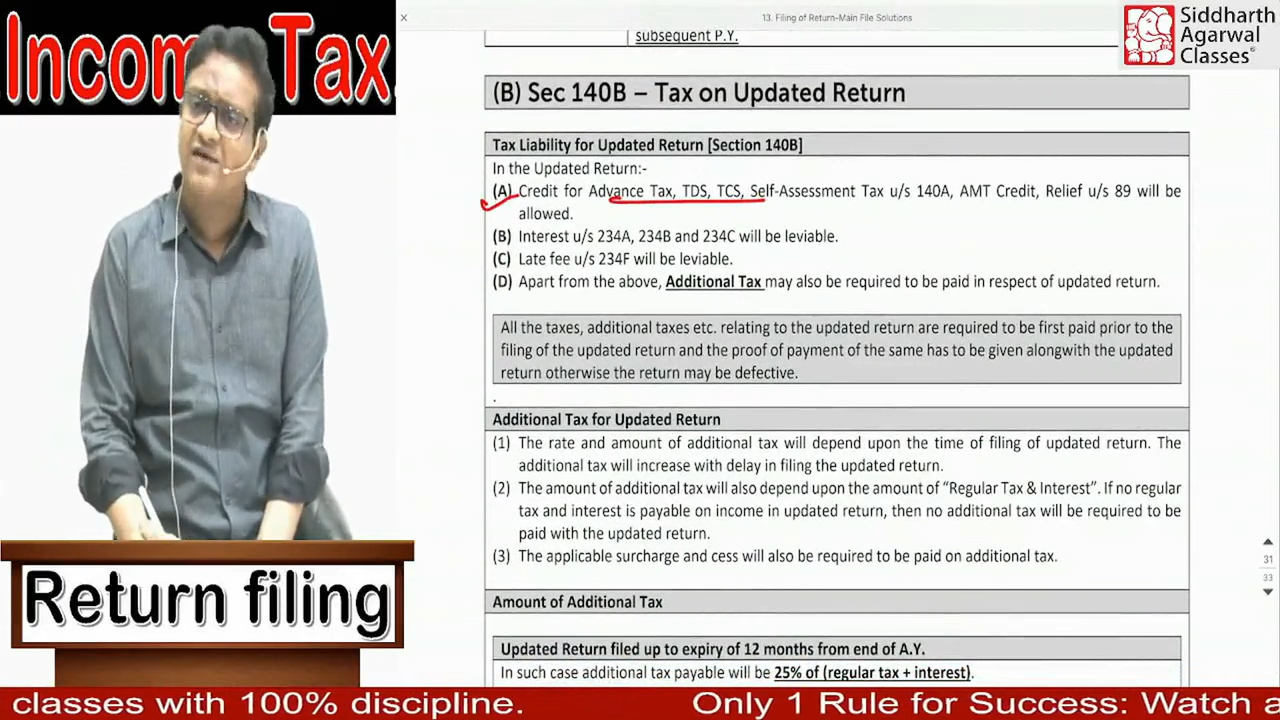 Income Tax.
13. Filing of Return-Main File Solutions
Siddharth
Agarwal
Classes®
subsequent P.Y.
(B) Sec 140B – Tax on Updated Return
Tax Liability for Updated Return [Section 140B]
In the Updated Return:-
(A) Credit for Advance Tax, TDS, TCS, Self-Assessment Tax u/s 140A, AMT Credit, Relief u/s 89 will be
allowed.
(B) Interest u/s 234A, 234B and 234C will be leviable.
(C) Late fee u/s 234F will be leviable.
(D) Apart from the above, Additional Tax may also be required to be paid in respect of updated return.
All the taxes, additional taxes etc. relating to the updated return are required to be first paid prior to the
filing of the updated return and the proof of payment of the same has to be given alongwith the updated
return otherwise the return may be defective.
.
Additional Tax for Updated Return
(1) The rate and amount of additional tax will depend upon the time of filing of updated return. The
additional tax will increase with delay in filing the updated return.
(2) The amount of additional tax will also depend upon the amount of “Regular Tax & Interest”. If no regular
tax and interest is payable on income in updated return, then no additional tax will be required to be
paid with the updated return.
(3) The applicable surcharge and cess will also be required to be paid on additional tax.
31
33
Amount of Additional Tax
Updated Return filed up to expiry of 12 months from end of A.Y.
In such case additional tax payable will be 25% of (regular tax + interest).
Return filing
classes with 100% discipline. Only 1 Rule for Success: Watch a